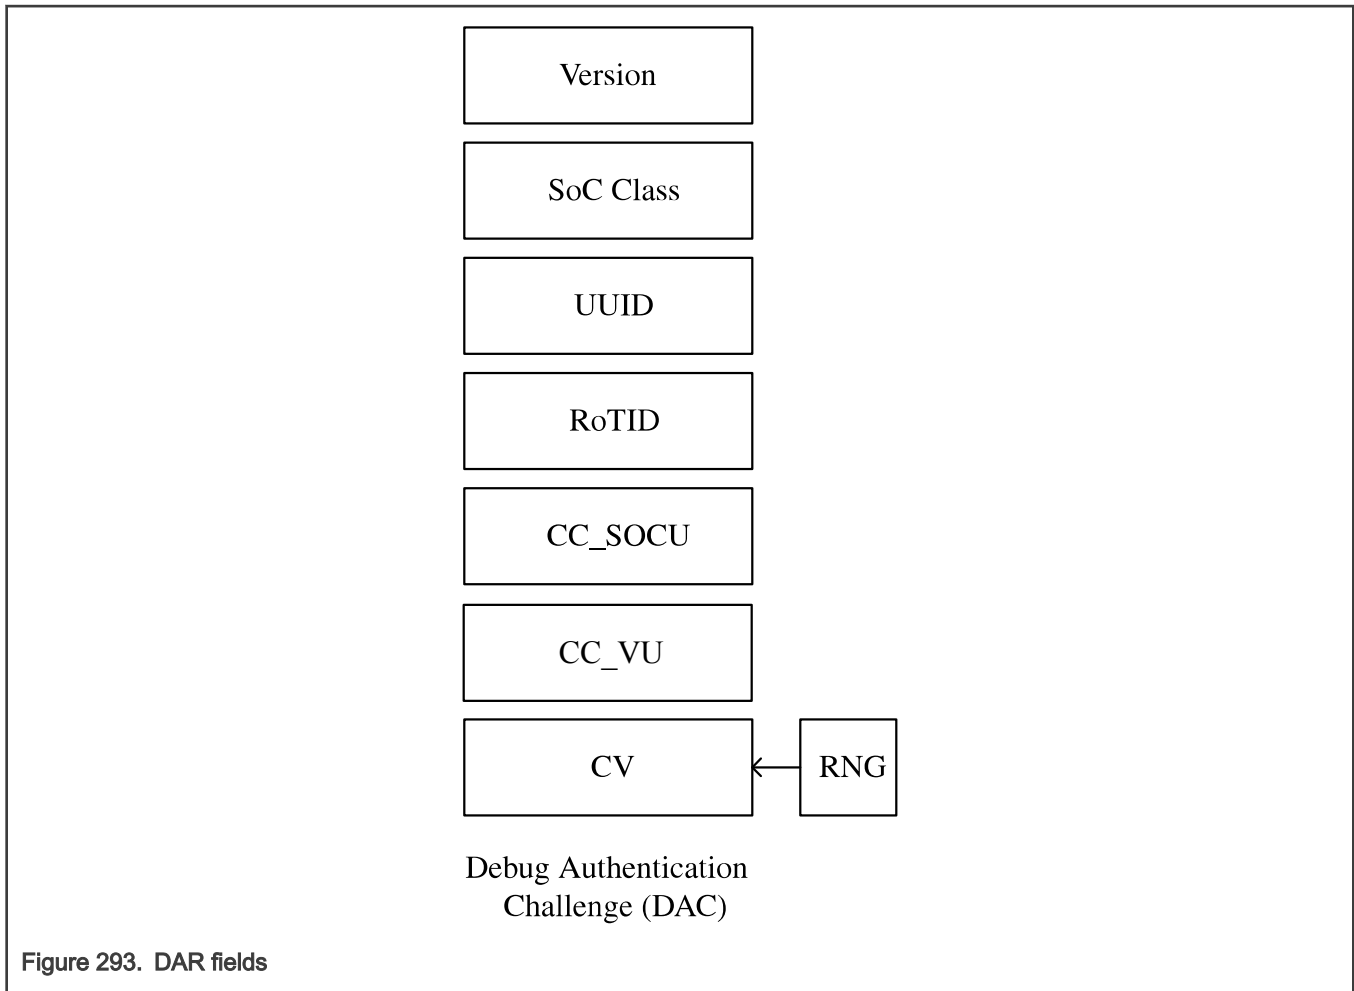 Version
SoC Class
UUID
RoTID
CC_SOCU
CC_VU
CV
RNG
Debug Authentication
Challenge (DAC)
Figure 293. DAR fields